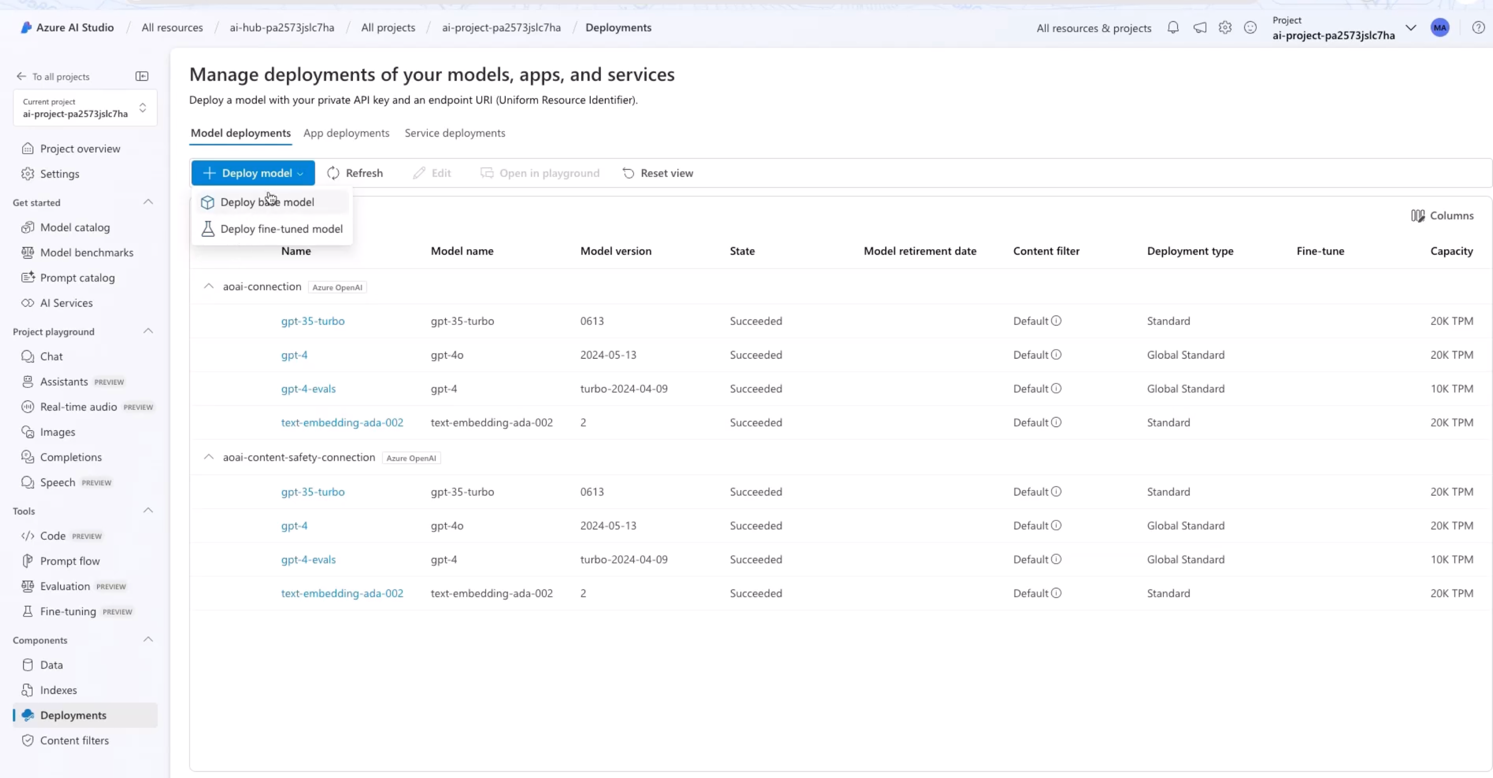 Azure AI Studio / All resources / ai-hub-pa2573jslc7ha / All projects / ai-project-pa2573jslc7ha / Deployments
All resources & projects
Project
ai-project-pa2573jslc7ha
MA
To all projects
Current project
ai-project-pa2573jslc7ha
Project overview
Settings
Get started
Model catalog
Model benchmarks
Prompt catalog
AI Services
Project playground
Chat
Assistants PREVIEW
Real-time audio PREVIEW
Images
Completions
Speech PREVIEW
Tools
Code PREVIEW
Prompt flow
Evaluation PREVIEW
Fine-tuning PREVIEW
Components
Data
Indexes
Deployments
Content filters
Manage deployments of your models, apps, and services
Deploy a model with your private API key and an endpoint URI (Uniform Resource Identifier).
Model deployments App deployments Service deployments
Deploy model Refresh Edit Open in playground Reset view
Deploy base model
Deploy fine-tuned model
Columns
Name Model name Model version State Model retirement date Content filter Deployment type Fine-tune Capacity
aoai-connection Azure OpenAI
gpt-35-turbo gpt-35-turbo 0613 Succeeded Default Standard 20K TPM
gpt-4 gpt-4o 2024-05-13 Succeeded Default Global Standard 20K TPM
gpt-4-evals gpt-4 turbo-2024-04-09 Succeeded Default Global Standard 10K TPM
text-embedding-ada-002 text-embedding-ada-002 2 Succeeded Default Standard 20K TPM
aoai-content-safety-connection Azure OpenAI
gpt-35-turbo gpt-35-turbo 0613 Succeeded Default Standard 20K TPM
gpt-4 gpt-4o 2024-05-13 Succeeded Default Global Standard 20K TPM
gpt-4-evals gpt-4 turbo-2024-04-09 Succeeded Default Global Standard 10K TPM
text-embedding-ada-002 text-embedding-ada-002 2 Succeeded Default Standard 20K TPM